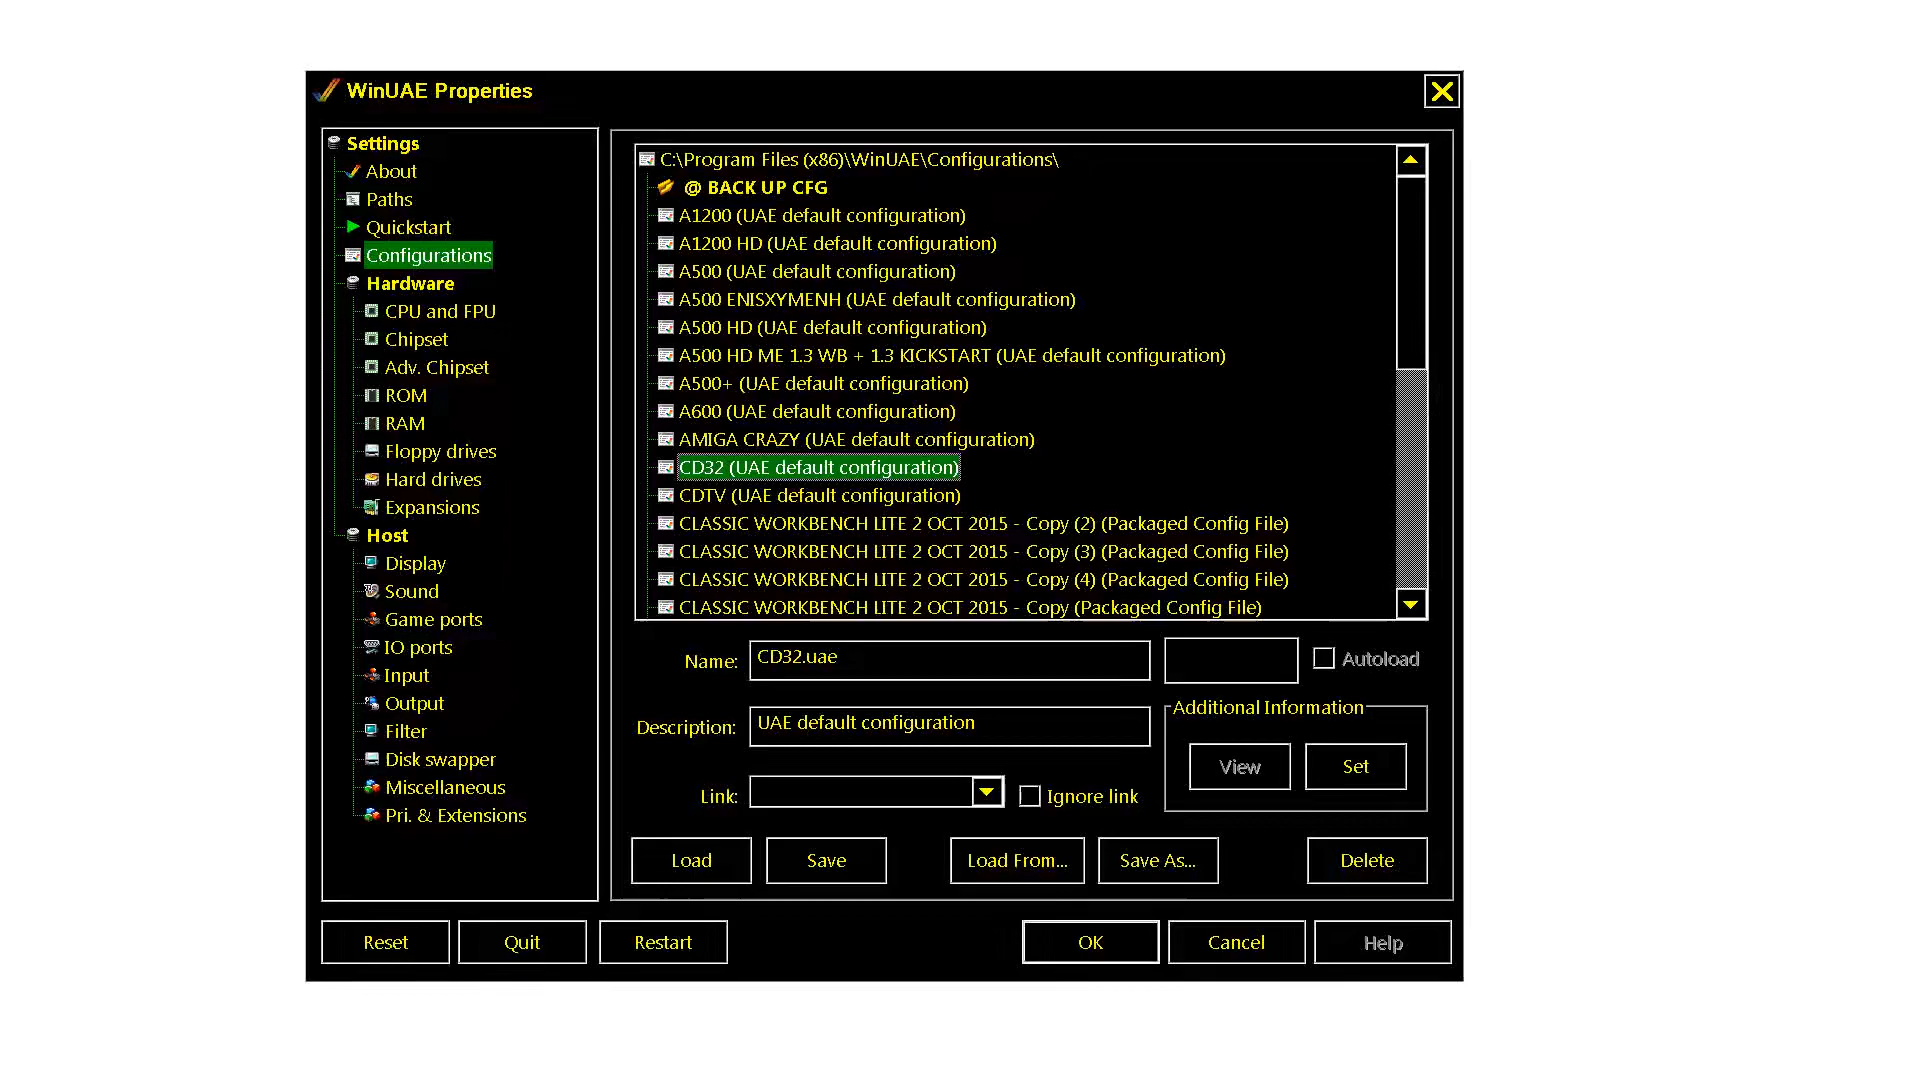 WinUAE Properties
Settings
About
Paths
Quickstart
Configurations
Hardware
CPU and FPU
Chipset
Adv. Chipset
ROM
RAM
Floppy drives
Hard drives
Expansions
Host
Display
Sound
Game ports
IO ports
Input
Output
Filter
Disk swapper
Miscellaneous
Pri. & Extensions
C:\Program Files (x86)\WinUAE\Configurations\
@ BACK UP CFG
A1200 (UAE default configuration)
A1200 HD (UAE default configuration)
A500 (UAE default configuration)
A500 ENISXYMENH (UAE default configuration)
A500 HD (UAE default configuration)
A500 HD ME 1.3 WB + 1.3 KICKSTART (UAE default configuration)
A500+ (UAE default configuration)
A600 (UAE default configuration)
AMIGA CRAZY (UAE default configuration)
CD32 (UAE default configuration)
CDTV (UAE default configuration)
CLASSIC WORKBENCH LITE 2 OCT 2015 - Copy (2) (Packaged Config File)
CLASSIC WORKBENCH LITE 2 OCT 2015 - Copy (3) (Packaged Config File)
CLASSIC WORKBENCH LITE 2 OCT 2015 - Copy (4) (Packaged Config File)
CLASSIC WORKBENCH LITE 2 OCT 2015 - Copy (Packaged Config File)
Name: CD32.uae Autoload
Description: UAE default configuration
Additional Information
View Set
Link: Ignore link
Load Save Load From... Save As... Delete
Reset Quit Restart OK Cancel Help